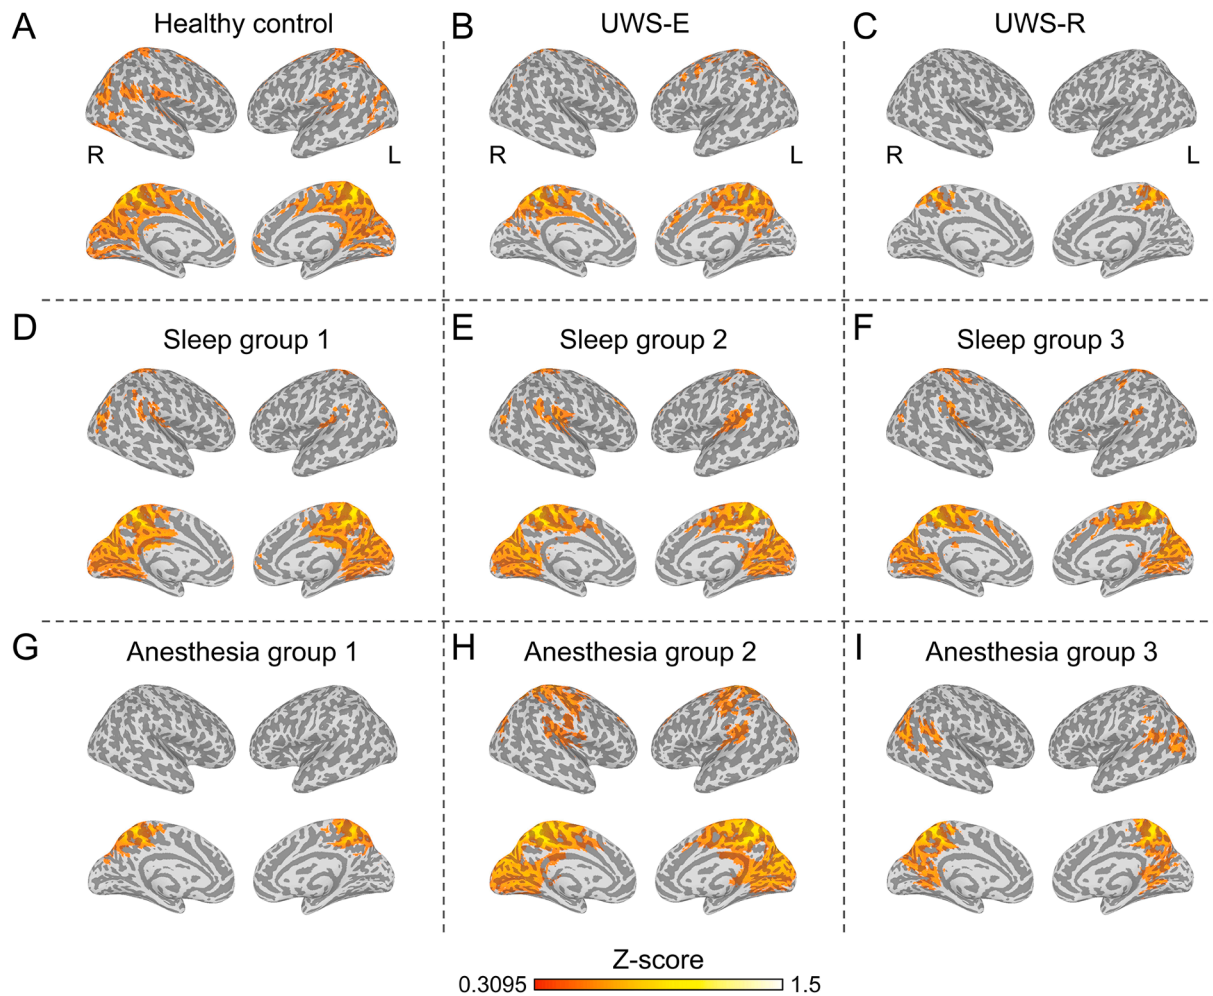 A Healthy control
B UWS-E
C UWS-R
R L
R L
R L
D Sleep group 1
E Sleep group 2
F Sleep group 3
G Anesthesia group 1
H Anesthesia group 2
I Anesthesia group 3
Z-score
0.3095 1.5